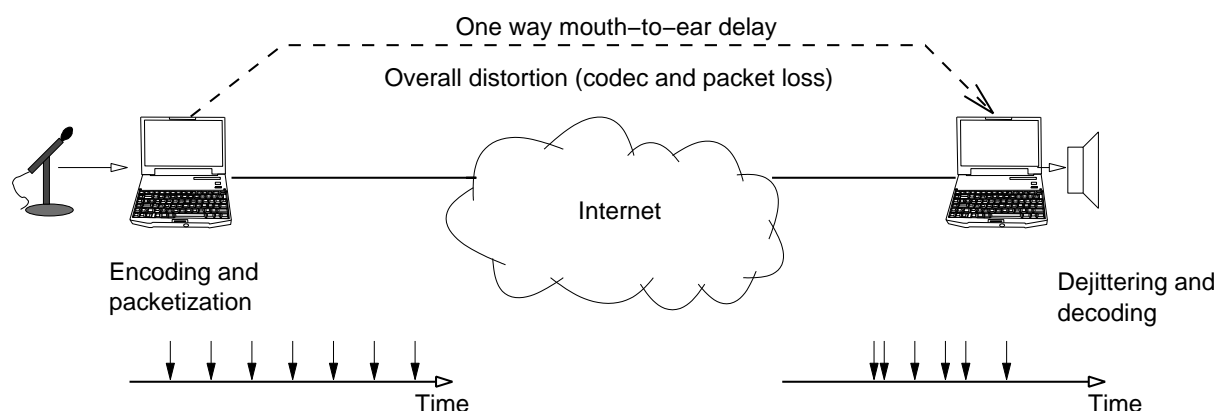 One way mouth−to−ear delay
Overall distortion (codec and packet loss)
Internet
Encoding and
packetization
Dejittering and
decoding
Time
Time